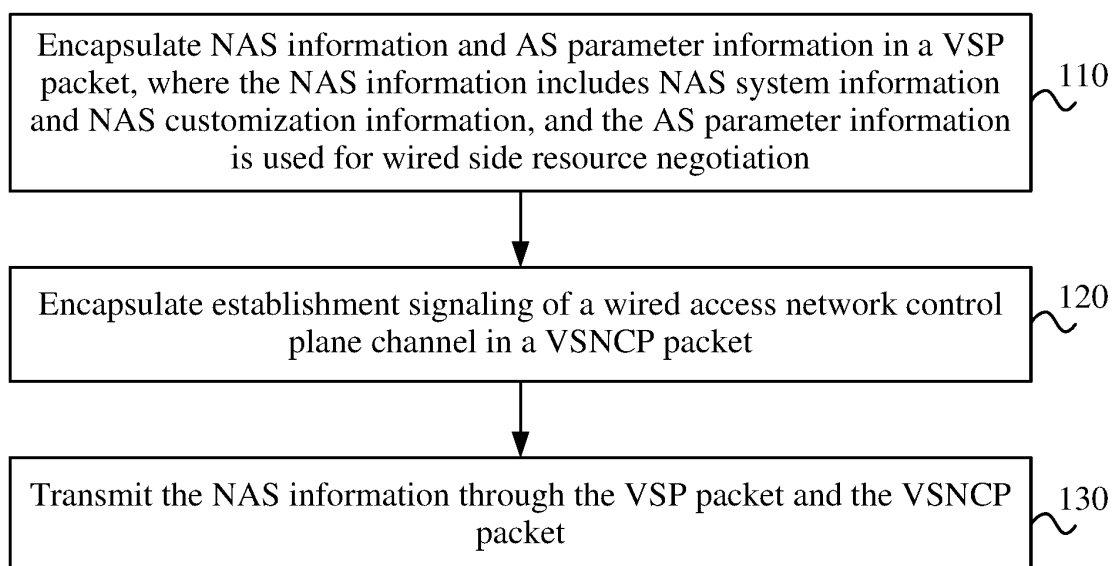 Encapsulate NAS information and AS parameter information in a VSP
packet, where the NAS information includes NAS system information
and NAS customization information, and the AS parameter information
is used for wired side resource negotiation
110
Encapsulate establishment signaling of a wired access network control
plane channel in a VSNCP packet
120
Transmit the NAS information through the VSP packet and the VSNCP
packet
130